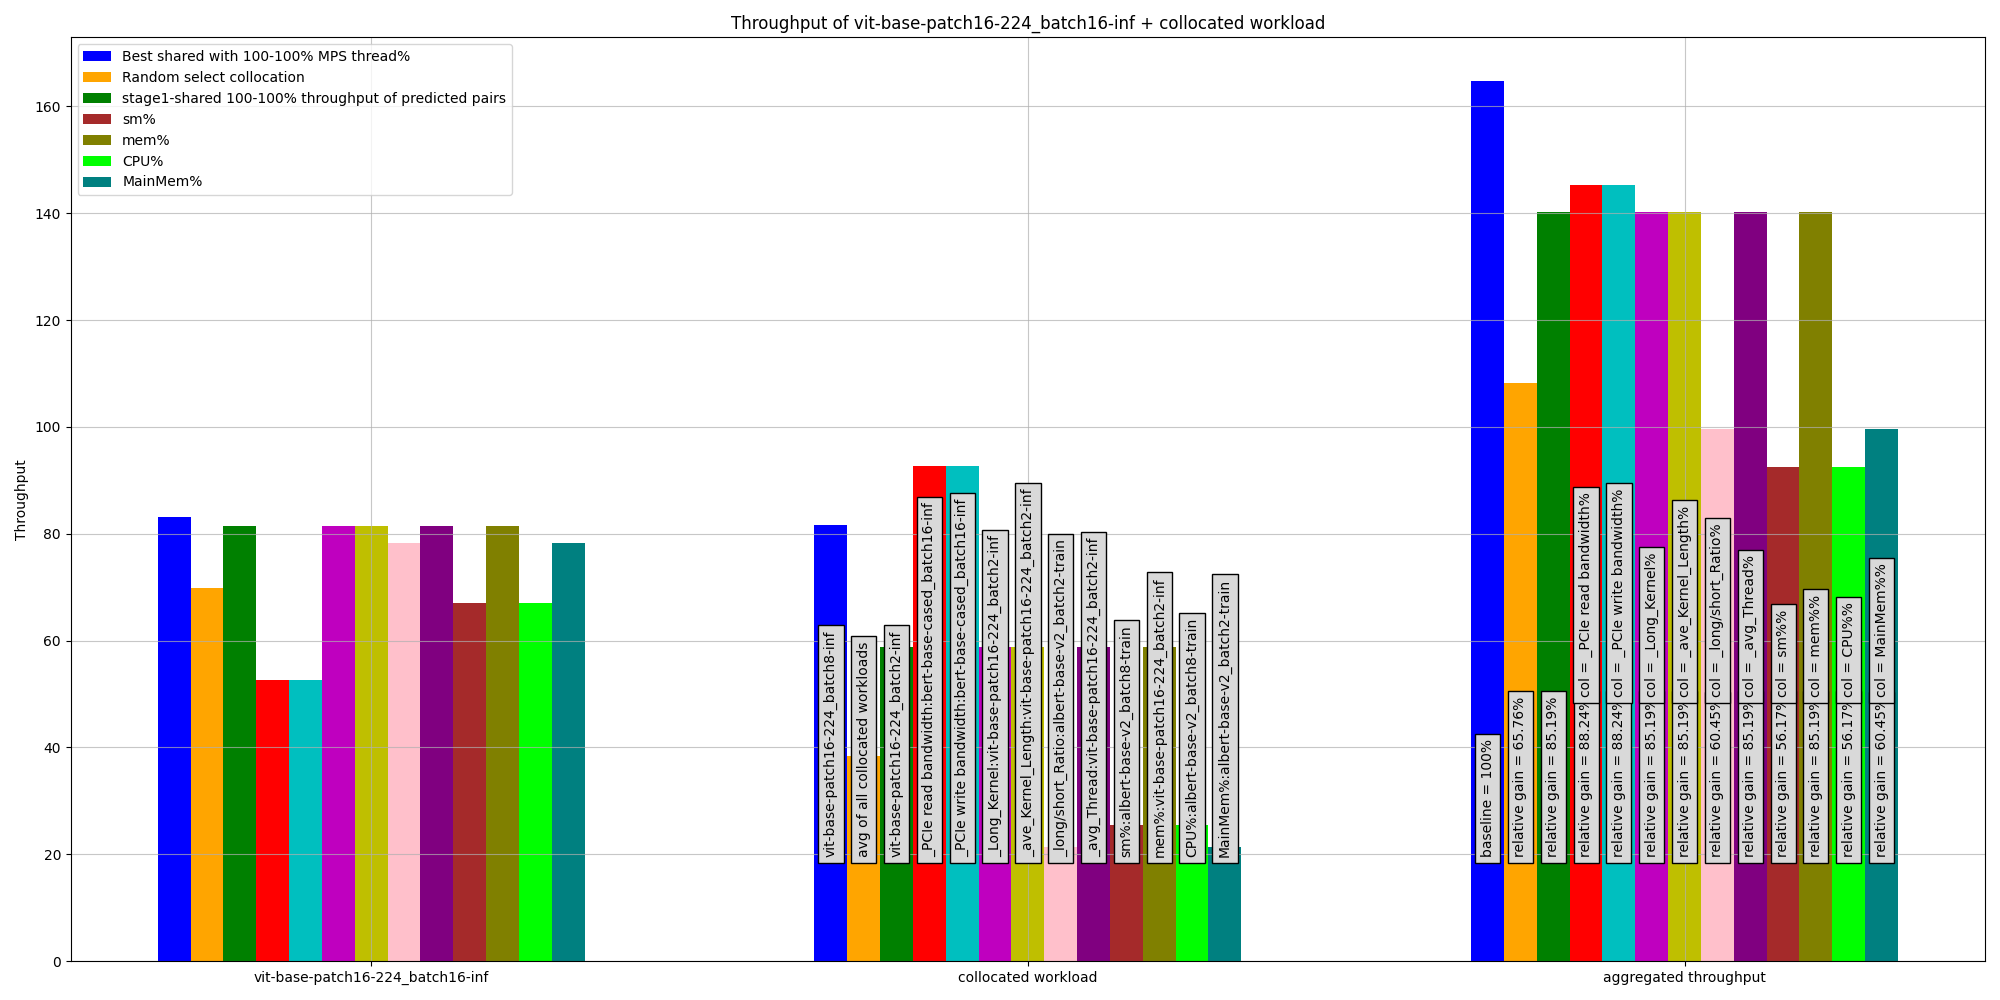 Throughput of vit-base-patch16-224_batch16-inf + collocated workload
Best shared with 100-100% MPS thread%
Random select collocation
stage1-shared 100-100% throughput of predicted pairs
sm%
mem%
CPU%
MainMem%
Throughput
160
140
120
100
80
60
40
20
0
vit-base-patch16-224_batch8-inf
avg of all collocated workloads
vit-base-patch16-224_batch2-inf
_PCIe read bandwidth:bert-base-cased_batch16-inf
_PCIe write bandwidth:bert-base-cased_batch16-inf
_Long_Kernel:vit-base-patch16-224_batch2-inf
_ave_Kernel_Length:vit-base-patch16-224_batch2-inf
_long/short_Ratio:albert-base-v2_batch2-train
_avg_Thread:vit-base-patch16-224_batch2-inf
sm%:albert-base-v2_batch8-train
mem%:vit-base-patch16-224_batch2-inf
CPU%:albert-base-v2_batch8-train
MainMem%:albert-base-v2_batch2-train
baseline = 100%
relative gain = 65.76%
relative gain = 85.19%
relative gain = 88.24%
col = _PCIe read bandwidth%
relative gain = 88.24%
col = _PCIe write bandwidth%
relative gain = 85.19%
col = _Long_Kernel%
relative gain = 85.19%
col = _ave_Kernel_Length%
relative gain = 60.45%
col = _long/short_Ratio%
relative gain = 85.19%
col = _avg_Thread%
relative gain = 56.17%
col = sm%%
relative gain = 85.19%
col = mem%%
relative gain = 56.17%
col = CPU%%
relative gain = 60.45%
col = MainMem%%
vit-base-patch16-224_batch16-inf
collocated workload
aggregated throughput